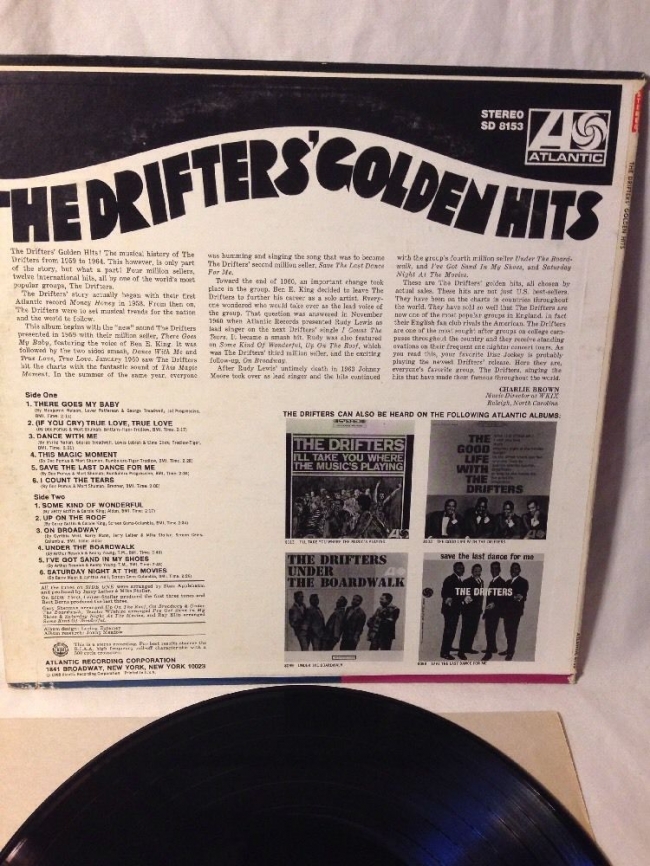 STEREO
SD 8153
ATLANTIC
THE DRIFTERS' GOLDEN HITS
The Drifters' Golden Hits! The musical history of The
Drifters from 1959 to 1964. This however, is only part
of the story, but what a part! Four million sellers,
twelve international hits, all by one of the world's most
popular groups, The Drifters.
The Drifters' story actually began with their first
Atlantic record Money Honey in 1953. From then on,
The Drifters were to set musical trends for the nation
and the world to follow.
This album begins with the "new" sound The Drifters
presented in 1959 with their million seller, There Goes
My Baby, featuring the voice of Ben E. King. It was
followed by the two sided smash, Dance With Me and
True Love, True Love. January 1960 saw The Drifters
hit the charts with the fantastic sound of This Magic
Moment. In the summer of the same year, everyone
was humming and singing the song that was to become
The Drifters' second million seller, Save The Last Dance
For Me.
Toward the end of 1960, an important change took
place in the group. Ben E. King decided to leave The
Drifters to further his career as a solo artist. Every-
one wondered who would take over as the lead voice of
the group. That question was answered in November
1960 when Atlantic Records presented Rudy Lewis as
lead singer on the next Drifters' single I Count The
Tears. It became a smash hit. Rudy was also featured
on Some Kind Of Wonderful, Up On The Roof, which
was The Drifters' third million seller, and the exciting
follow-up, On Broadway.
After Rudy Lewis' untimely death in 1963 Johnny
Moore took over as lead singer and the hits continued
with the group's fourth million seller Under The Board-
walk, and I've Got Sand In My Shoes, and Saturday
Night At The Movies.
These are The Drifters' golden hits, all chosen by
actual sales. These hits are not just U.S. best-sellers.
They have been on the charts in countries throughout
the world. They have sold so well that The Drifters are
now one of the most popular groups in England, in fact
their English fan club rivals the American. The Drifters
are one of the most sought after groups on college cam-
puses throughout the country and they receive standing
ovations on their frequent one nighter concert tours. As
you read this, your favorite Disc Jockey is probably
playing the newest Drifters' release. Here they are,
everyone's favorite group, The Drifters, singing the
hits that have made them famous throughout the world.
CHARLIE BROWN
Music Director at WKIX
Raleigh, North Carolina
Side One
1. THERE GOES MY BABY
2. (IF YOU CRY) TRUE LOVE, TRUE LOVE
3. DANCE WITH ME
4. THIS MAGIC MOMENT
5. SAVE THE LAST DANCE FOR ME
6. I COUNT THE TEARS
Side Two
1. SOME KIND OF WONDERFUL
2. UP ON THE ROOF
3. ON BROADWAY
4. UNDER THE BOARDWALK
5. I'VE GOT SAND IN MY SHOES
6. SATURDAY NIGHT AT THE MOVIES
ATLANTIC RECORDING CORPORATION
1841 BROADWAY, NEW YORK, NEW YORK 10023
THE DRIFTERS CAN ALSO BE HEARD ON THE FOLLOWING ATLANTIC ALBUMS:
THE DRIFTERS
I'LL TAKE YOU WHERE
THE MUSIC'S PLAYING
THE
GOOD
LIFE
WITH
THE
DRIFTERS
THE DRIFTERS
UNDER
THE BOARDWALK
save the last dance for me
THE DRIFTERS
THE DRIFTERS' GOLDEN HITS